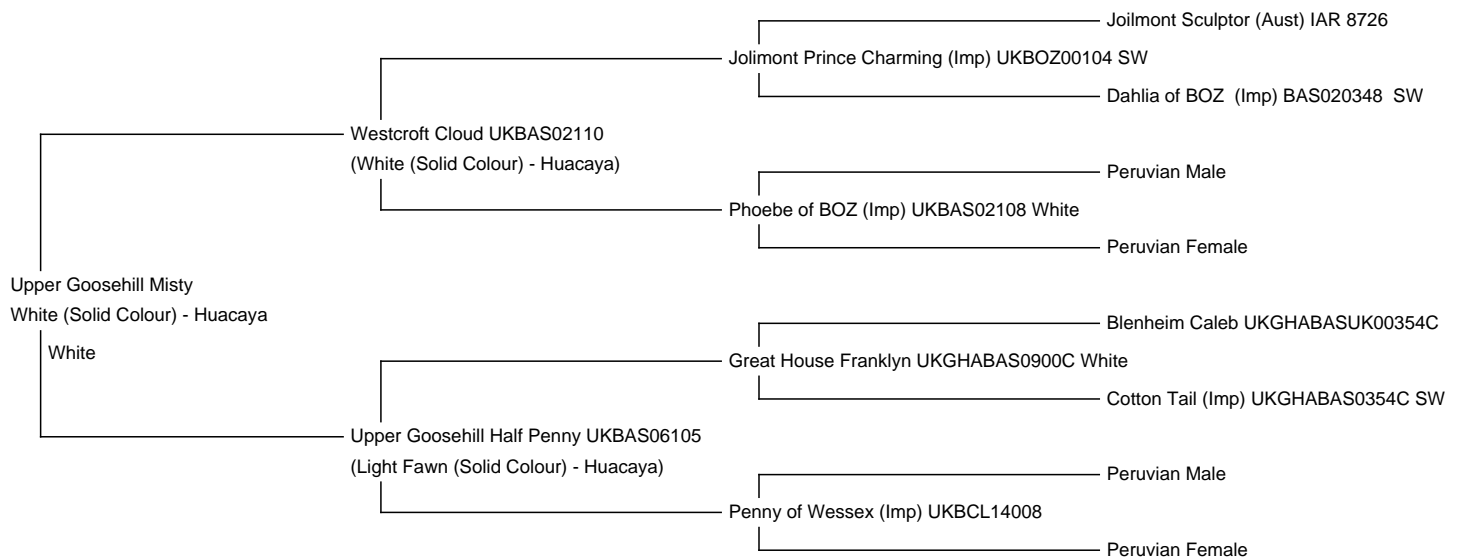 Joilmont Sculptor (Aust) IAR 8726
Jolimont Prince Charming (Imp) UKBOZ00104 SW
Dahlia of BOZ (Imp) BAS020348 SW
Westcroft Cloud UKBAS02110
(White (Solid Colour) - Huacaya)
Peruvian Male
Phoebe of BOZ (Imp) UKBAS02108 White
Peruvian Female
Upper Goosehill Misty
White (Solid Colour) - Huacaya
White
Blenheim Caleb UKGHABASUK00354C
Great House Franklyn UKGHABAS0900C White
Cotton Tail (Imp) UKGHABAS0354C SW
Upper Goosehill Half Penny UKBAS06105
(Light Fawn (Solid Colour) - Huacaya)
Peruvian Male
Penny of Wessex (Imp) UKBCL14008
Peruvian Female